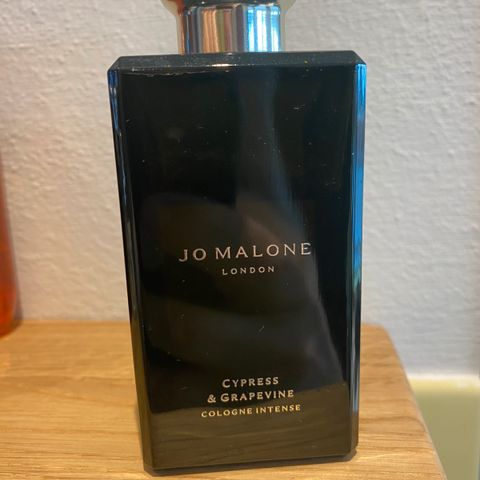 JO MALONE
LONDON
CYPRESS
& GRAPEVINE
COLOGNE INTENSE